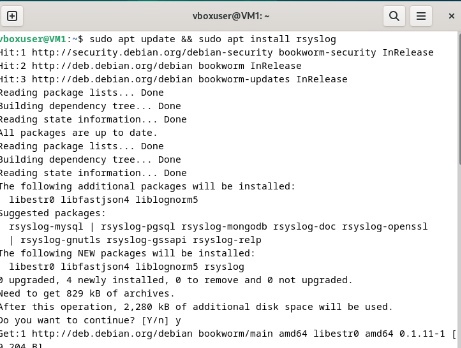 vboxuser@VM1: ~
vboxuser@VM1:~$ sudo apt update && sudo apt install rsyslog
Hit:1 http://security.debian.org/debian-security bookworm-security InRelease
Hit:2 http://deb.debian.org/debian bookworm InRelease
Hit:3 http://deb.debian.org/debian bookworm-updates InRelease
Reading package lists... Done
Building dependency tree... Done
Reading state information... Done
All packages are up to date.
Reading package lists... Done
Building dependency tree... Done
Reading state information... Done
The following additional packages will be installed:
  libestr0 libfastjson4 liblognorm5
Suggested packages:
  rsyslog-mysql | rsyslog-pgsql rsyslog-mongodb rsyslog-doc rsyslog-openssl
  | rsyslog-gnutls rsyslog-gssapi rsyslog-relp
The following NEW packages will be installed:
  libestr0 libfastjson4 liblognorm5 rsyslog
0 upgraded, 4 newly installed, 0 to remove and 0 not upgraded.
Need to get 829 kB of archives.
After this operation, 2,280 kB of additional disk space will be used.
Do you want to continue? [Y/n] y
Get:1 http://deb.debian.org/debian bookworm/main amd64 libestr0 amd64 0.1.11-1 [
9,204 B]